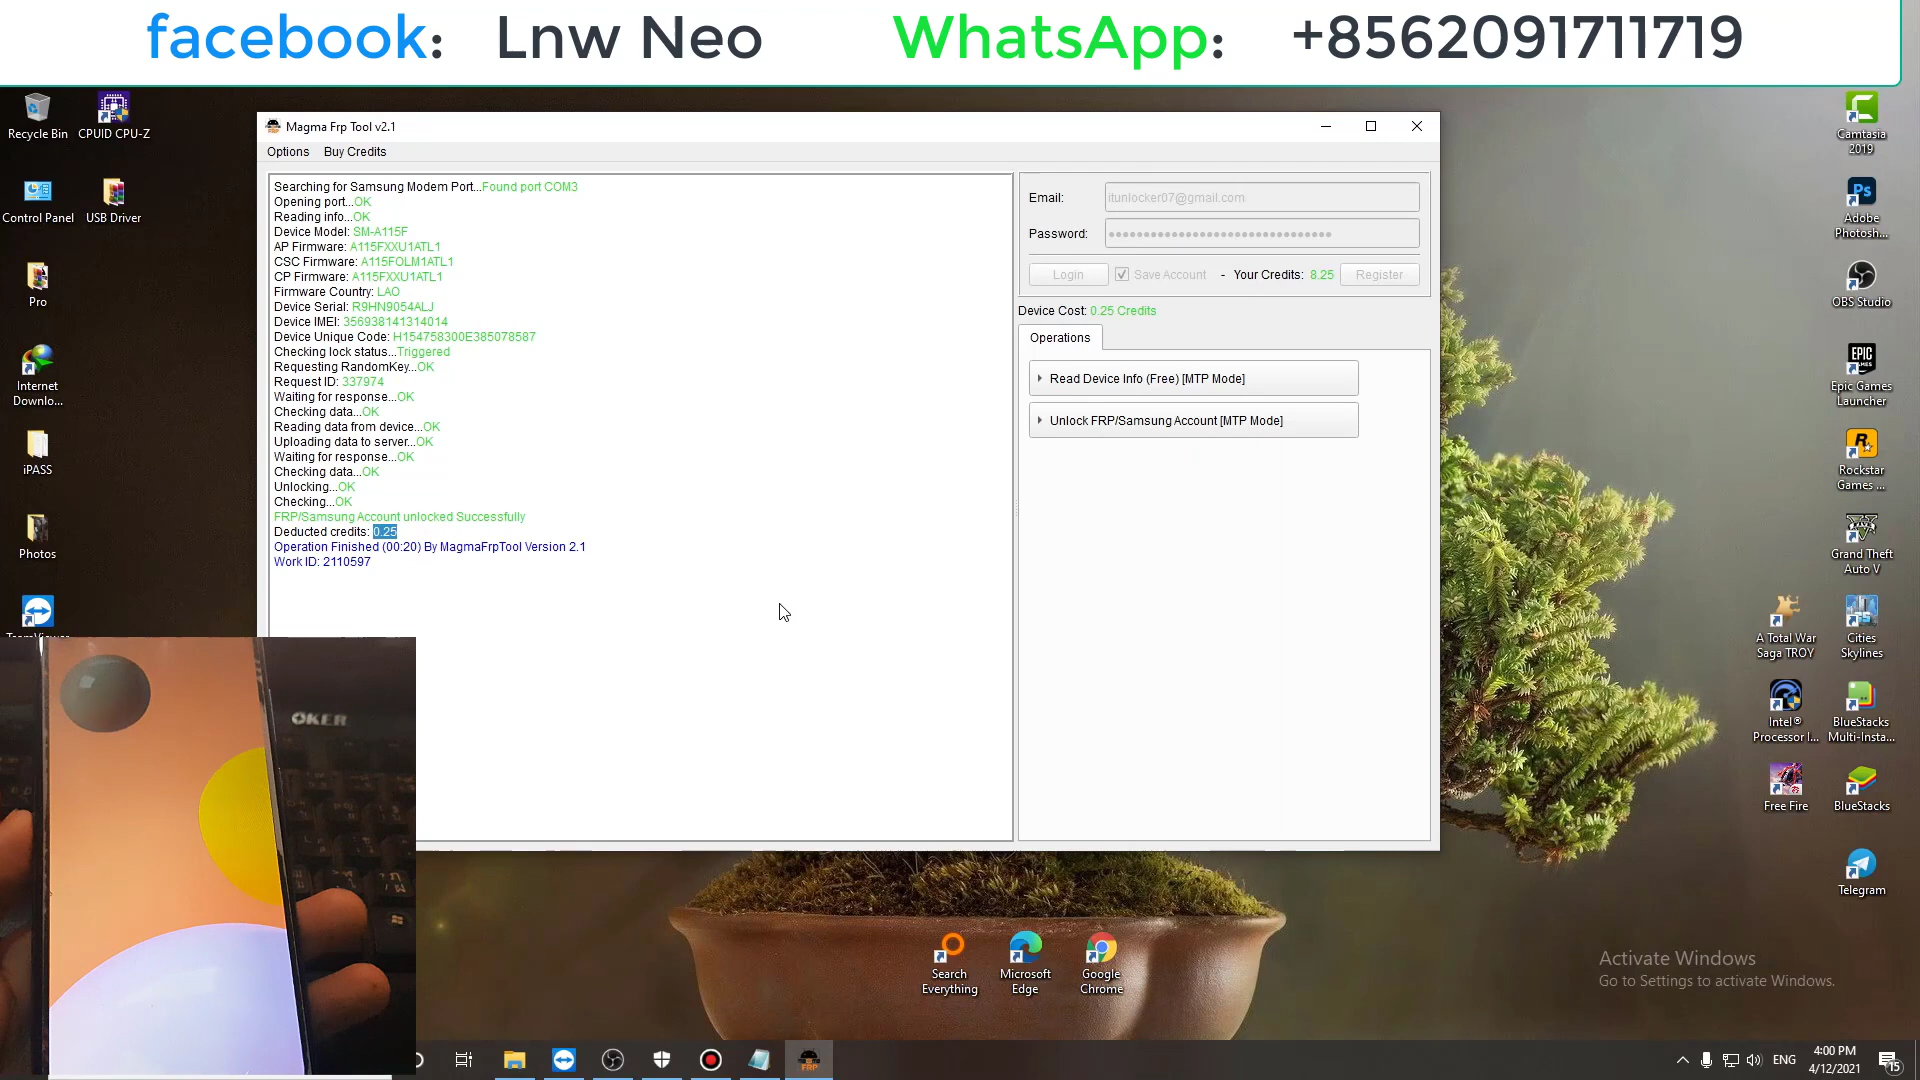 facebook: Lnw Neo WhatsApp: +8562091711719
Recycle Bin
CPUID CPU-Z
Control Panel
USB Driver
Pro
Internet
Downlo...
iPASS
Photos
Magma Frp Tool v2.1
Options Buy Credits
Searching for Samsung Modem Port...Found port COM3
Opening port...OK
Reading info...OK
Device Model: SM-A115F
AP Firmware: A115FXXU1ATL1
CSC Firmware: A115FOLM1ATL1
CP Firmware: A115FXXU1ATL1
Firmware Country: LAO
Device Serial: R9HN9054ALJ
Device IMEI: 356938141314014
Device Unique Code: H154758300E385078587
Checking lock status...Triggered
Requesting RandomKey...OK
Request ID: 337974
Waiting for response...OK
Checking data...OK
Reading data from device...OK
Uploading data to server...OK
Waiting for response...OK
Checking data...OK
Unlocking...OK
Checking...OK
FRP/Samsung Account unlocked Successfully
Deducted credits: 0.25
Operation Finished (00:20) By MagmaFrpTool Version 2.1
Work ID: 2110597
Email: itunlocker07@gmail.com
Password:
Login Save Account - Your Credits: 8.25 Register
Device Cost: 0.25 Credits
Operations
Read Device Info (Free) [MTP Mode]
Unlock FRP/Samsung Account [MTP Mode]
OKER
Camtasia
2019
Ps
Adobe
Photosh...
OBS Studio
EPIC
GAMES
Epic Games
Launcher
Rockstar
Games ...
Grand Theft
Auto V
A Total War
Saga TROY
Cities
Skylines
Intel®
Processor I...
BlueStacks
Multi-Insta...
Free Fire
BlueStacks
Telegram
Search
Everything
Microsoft
Edge
Google
Chrome
Activate Windows
Go to Settings to activate Windows.
FRP
ENG
4:00 PM
4/12/2021
15